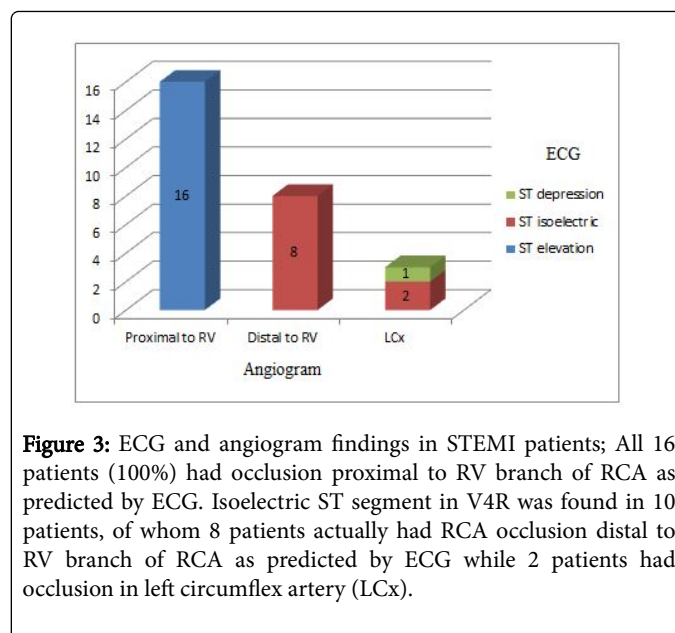 16
14
12
10
8
6
4
2
0
16
8
1
2
Proximal to RV
Distal to RV
LCx
Angiogram
ECG
ST depression
ST isoelectric
ST elevation
Figure 3: ECG and angiogram findings in STEMI patients; All 16
patients (100%) had occlusion proximal to RV branch of RCA as
predicted by ECG. Isoelectric ST segment in V4R was found in 10
patients, of whom 8 patients actually had RCA occlusion distal to
RV branch of RCA as predicted by ECG while 2 patients had
occlusion in left circumflex artery (LCx).